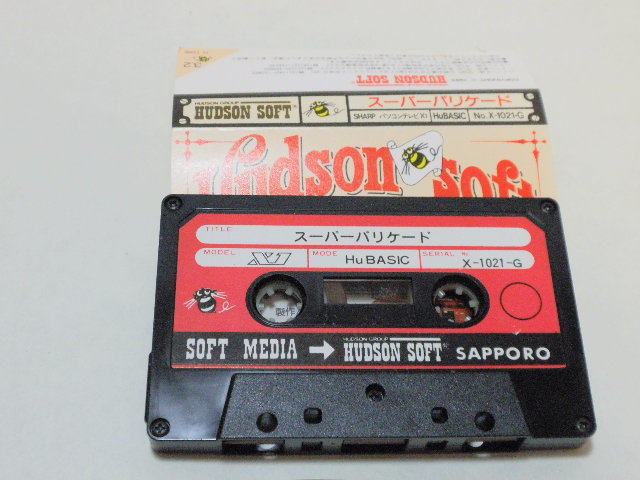 HUDSON SOFT
HUDSON GROUP
HUDSON SOFT
スーパーバリケード
SHARP パソコンテレビX1 HuBASIC No. X-1021-G
Hudson soft
TITLE
スーパーバリケード
MODEL X1 MODE HuBASIC SERIAL No X-1021-G
製作
SOFT MEDIA → HUDSON GROUP HUDSON SOFT SAPPORO